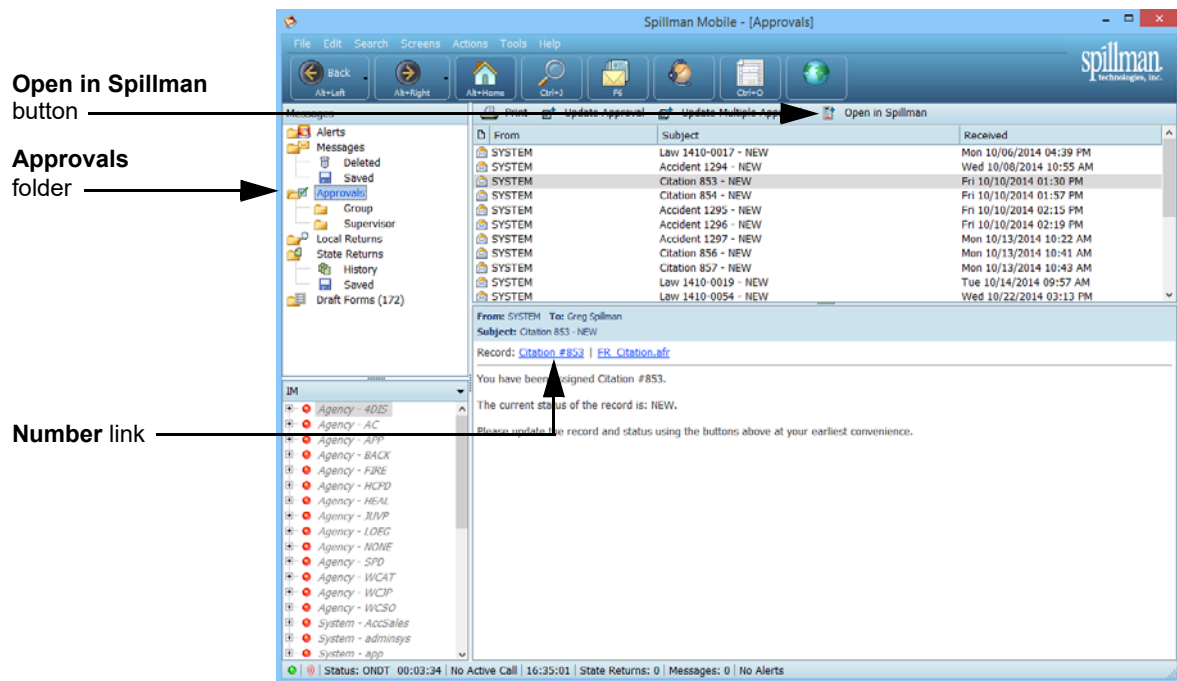 Spillman Mobile - [Approvals]
File Edit Search Screens Actions Tools Help
Back
Alt+Left
Alt+Right
Alt+Home
Ctrl+J
F6
Ctrl+O
spillman.
technologies, inc.
Open in Spillman
button
Approvals
folder
Number link
Messages
Print Update Approval Update Multiple App Open in Spillman
Alerts
Messages
Deleted
Saved
Approvals
Group
Supervisor
Local Returns
State Returns
History
Saved
Draft Forms (172)
From Subject Received
SYSTEM Law 1410-0017 - NEW Mon 10/06/2014 04:39 PM
SYSTEM Accident 1294 - NEW Wed 10/08/2014 10:55 AM
SYSTEM Citation 853 - NEW Fri 10/10/2014 01:30 PM
SYSTEM Citation 854 - NEW Fri 10/10/2014 01:57 PM
SYSTEM Accident 1295 - NEW Fri 10/10/2014 02:15 PM
SYSTEM Accident 1296 - NEW Fri 10/10/2014 02:19 PM
SYSTEM Accident 1297 - NEW Mon 10/13/2014 10:22 AM
SYSTEM Citation 856 - NEW Mon 10/13/2014 10:41 AM
SYSTEM Citation 857 - NEW Mon 10/13/2014 10:43 AM
SYSTEM Law 1410-0019 - NEW Tue 10/14/2014 09:57 AM
SYSTEM Law 1410-0054 - NEW Wed 10/22/2014 03:13 PM
From: SYSTEM To: Greg Spillman
Subject: Citation 853 - NEW
Record: Citation #853 | FR_Citation.afr
You have been assigned Citation #853.
The current status of the record is: NEW.
Please update the record and status using the buttons above at your earliest convenience.
IM
Agency - 4DIS
Agency - AC
Agency - APP
Agency - BACK
Agency - FIRE
Agency - HCPD
Agency - HEAL
Agency - JUVP
Agency - LOEG
Agency - NONE
Agency - SPD
Agency - WCAT
Agency - WCJP
Agency - WCSO
System - AccSales
System - adminsys
System - app
Status: ONDT 00:03:34 No Active Call 16:35:01 State Returns: 0 Messages: 0 No Alerts